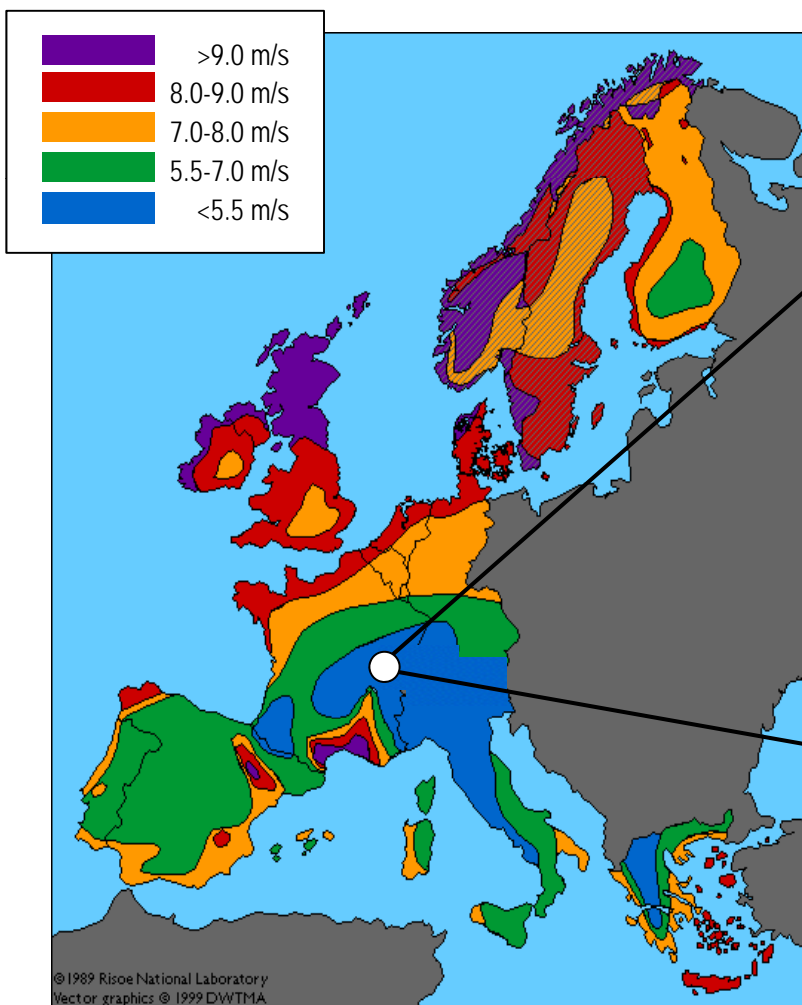 >9.0 m/s
8.0-9.0 m/s
7.0-8.0 m/s
5.5-7.0 m/s
<5.5 m/s
©1989 Risoe National Laboratory
Vector graphics © 1999 DWTMA